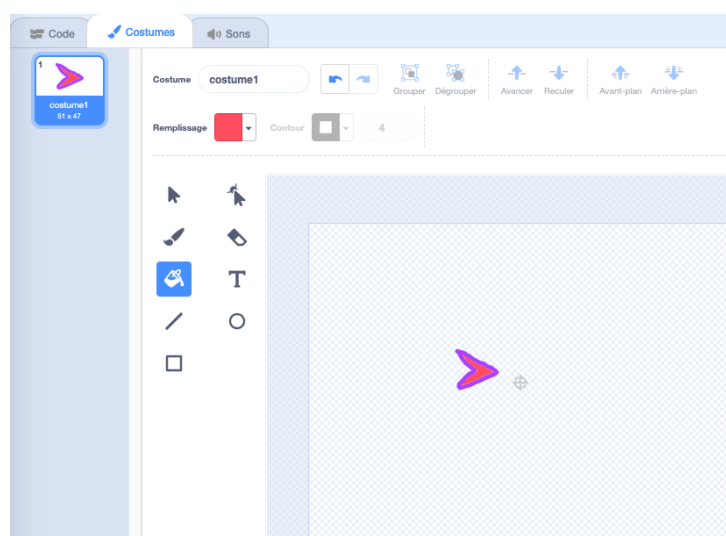 Code Costumes Sons
1
costume1
51 x 47
Costume costume1
Grouper Dégrouper Avancer Reculer Avant-plan Arrière-plan
Remplissage Contour 4
T